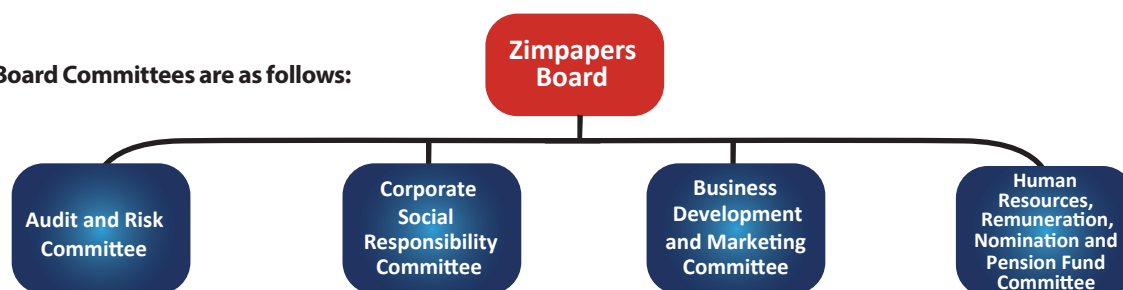 Zimpapers
Board
Board Committees are as follows:
Audit and Risk
Committee
Corporate
Social
Responsibility
Committee
Business
Development
and Marketing
Committee
Human
Resources,
Remuneration,
Nomination and
Pension Fund
Committee